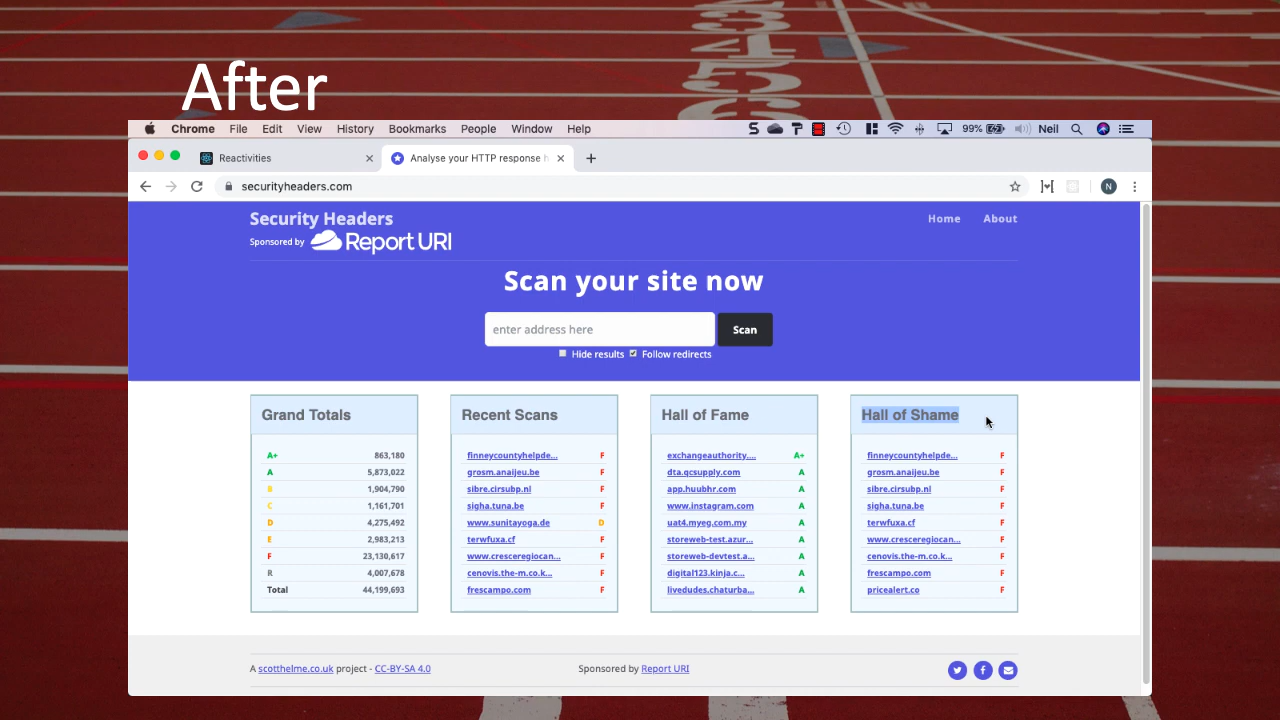 After
Chrome File Edit View History Bookmarks People Window Help 99% Neil
Reactivities
Analyse your HTTP response h
securityheaders.com
N
Security Headers
Home About
Sponsored by Report URI
Scan your site now
enter address here
Scan
Hide results Follow redirects
Grand Totals
A+ 863,180
A 5,873,022
B 1,904,790
C 1,161,701
D 4,275,492
E 2,983,213
F 23,130,617
R 4,007,678
Total 44,199,693
Recent Scans
finneycountyhelpde... F
grosm.anaijeu.be F
sibre.cirsubp.nl F
sigha.tuna.be F
www.sunitayoga.de D
terwfuxa.cf F
www.cresceregiocan... F
cenovis.the-m.co.k... F
frescampo.com F
Hall of Fame
exchangeauthority.... A+
dta.qcsupply.com A
app.huubhr.com A
www.instagram.com A
uat4.myeg.com.my A
storeweb-test.azur... A
storeweb-devtest.a... A
digital123.kinja.c... A
livedudes.chaturba... A
Hall of Shame
finneycountyhelpde... F
grosm.anaijeu.be F
sibre.cirsubp.nl F
sigha.tuna.be F
terwfuxa.cf F
www.cresceregiocan... F
cenovis.the-m.co.k... F
frescampo.com F
pricealert.co F
A scotthelme.co.uk project - CC-BY-SA 4.0
Sponsored by Report URI